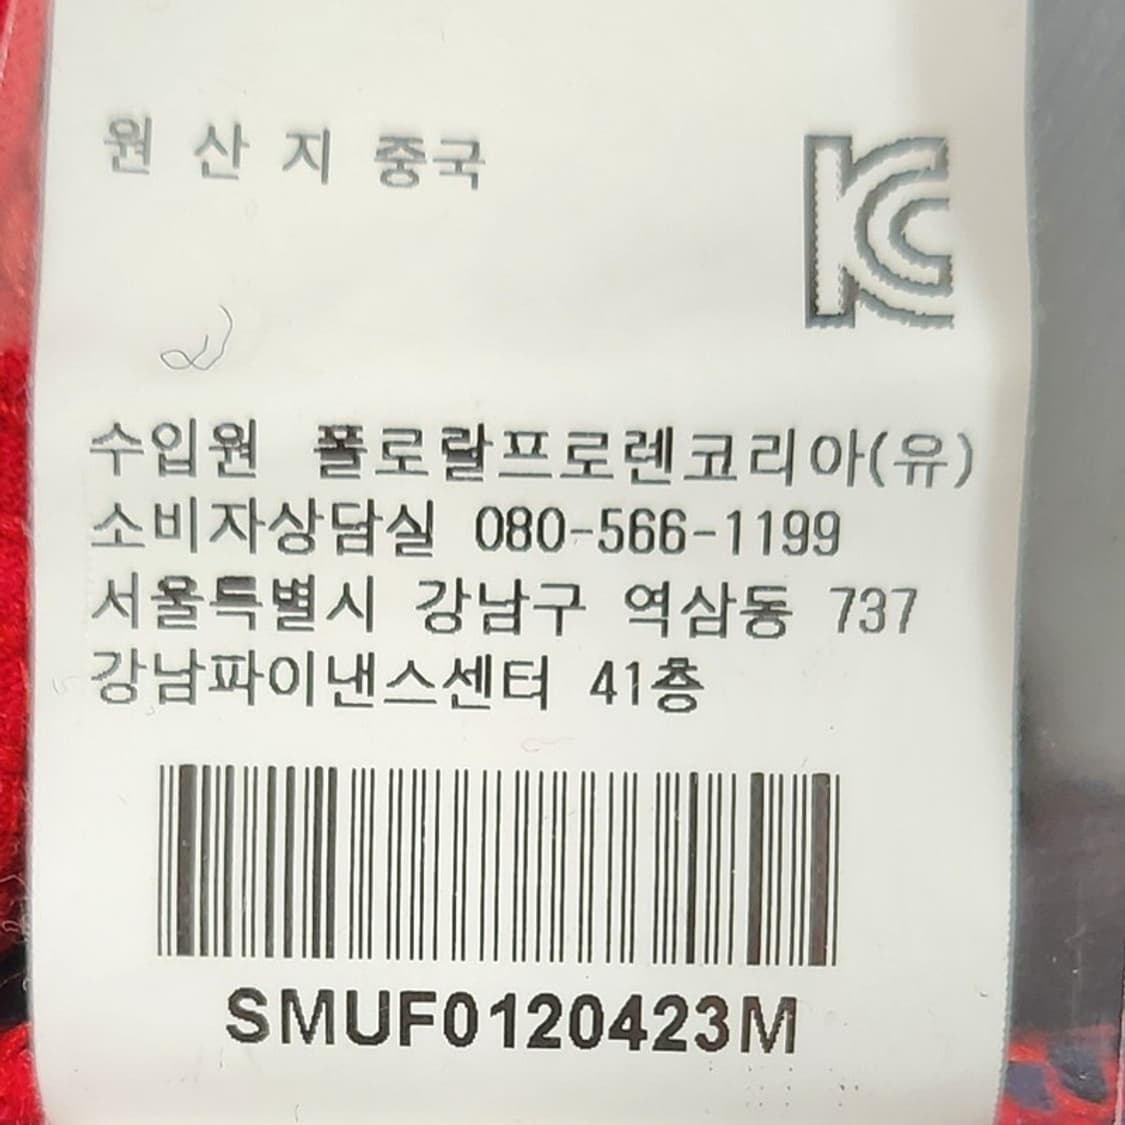 원 산 지 중국
KC
수입원 폴로랄프로렌코리아(유)
소비자상담실 080-566-1199
서울특별시 강남구 역삼동 737
강남파이낸스센터 41층
SMUF0120423M